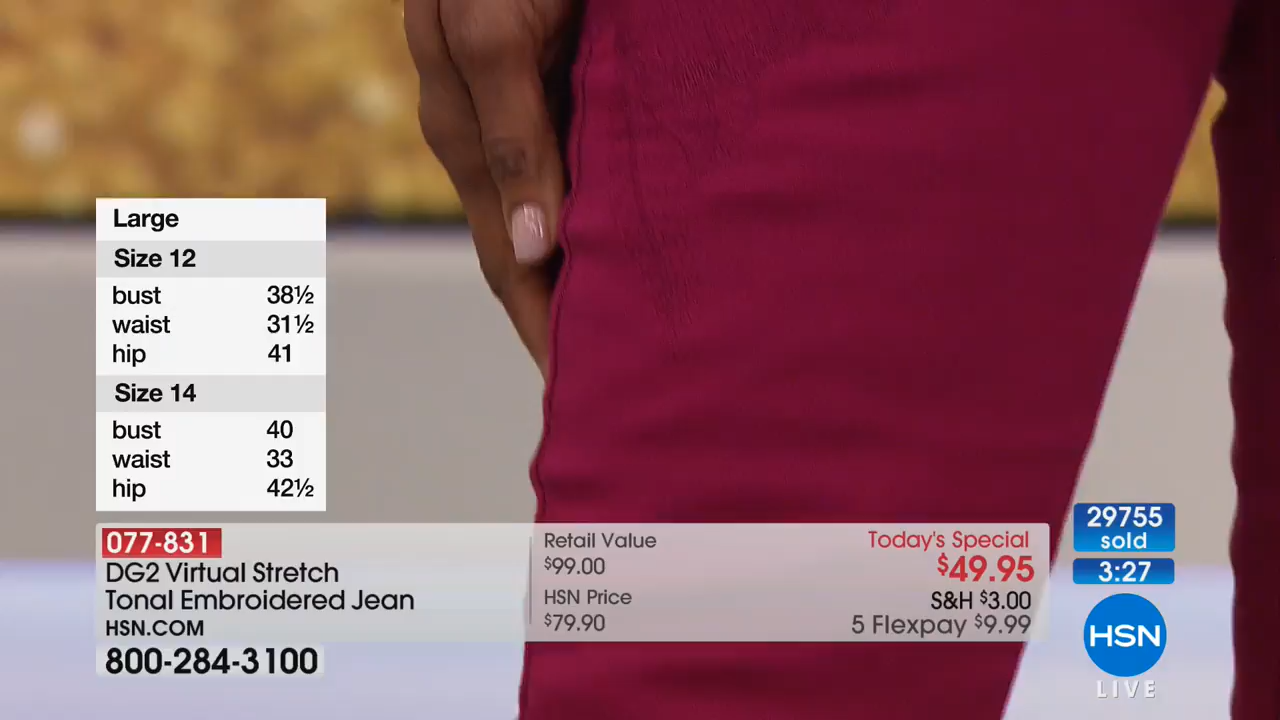 Large
Size 12
bust 38½
waist 31½
hip 41
Size 14
bust 40
waist 33
hip 42½
077-831
DG2 Virtual Stretch
Tonal Embroidered Jean
HSN.COM
800-284-3100
Retail Value
$99.00
HSN Price
$79.90
Today's Special
$49.95
S&H $3.00
5 Flexpay $9.99
29755
sold
3:27
HSN
LIVE